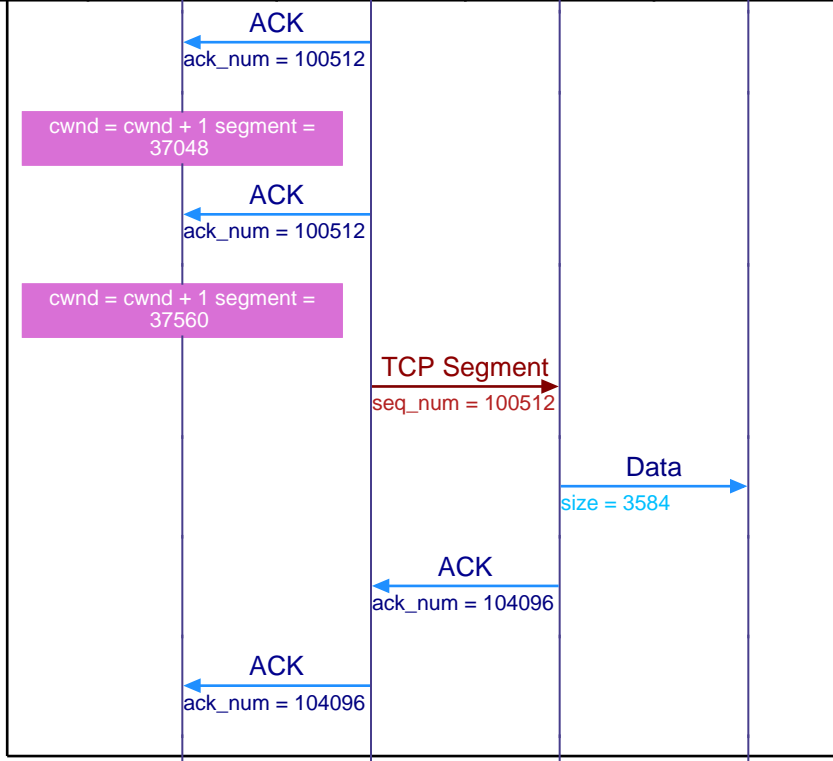 ACK
ack_num = 100512
cwnd = cwnd + 1 segment =
37048
ACK
ack_num = 100512
cwnd = cwnd + 1 segment =
37560
TCP Segment
seq_num = 100512
Data
size = 3584
ACK
ack_num = 104096
ACK
ack_num = 104096